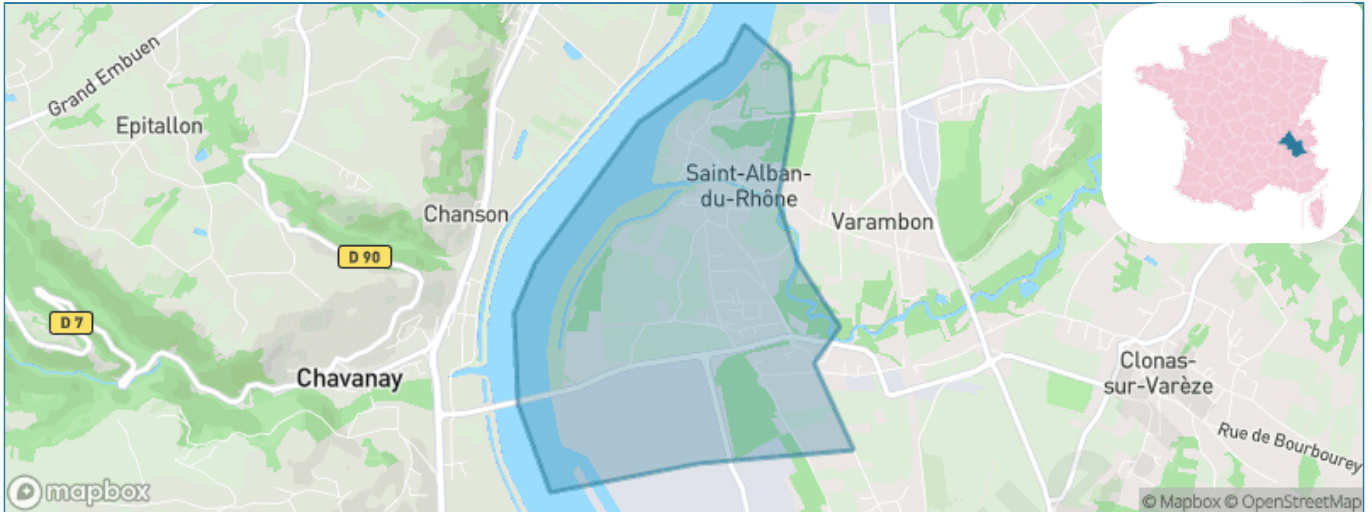 Grand Embuen
Epitallon
Saint-Alban-
du-Rhône
Chanson
Varambon
D 90
D 7
Chavanay
Clonas-
sur-Varèze
Rue de Bourbourey
mapbox
© Mapbox © OpenStreetMap